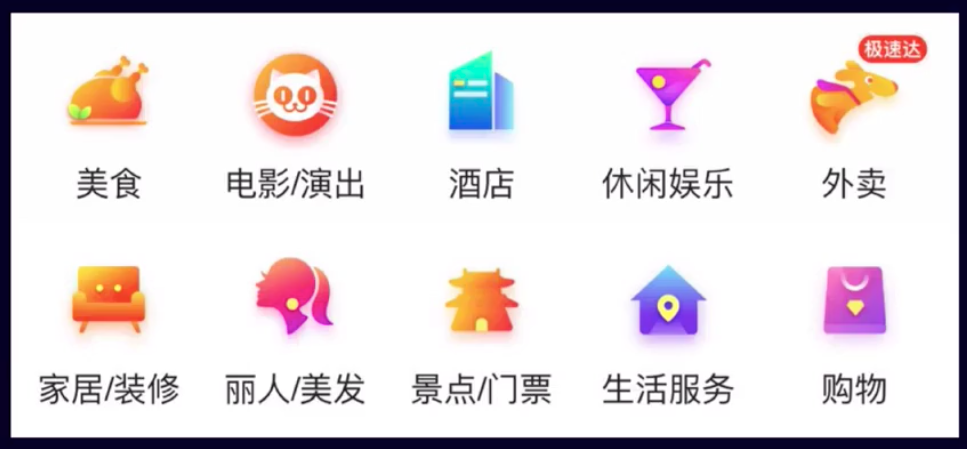 极速达
美食
电影/演出
酒店
休闲娱乐
外卖
家居/装修
丽人/美发
景点/门票
生活服务
购物